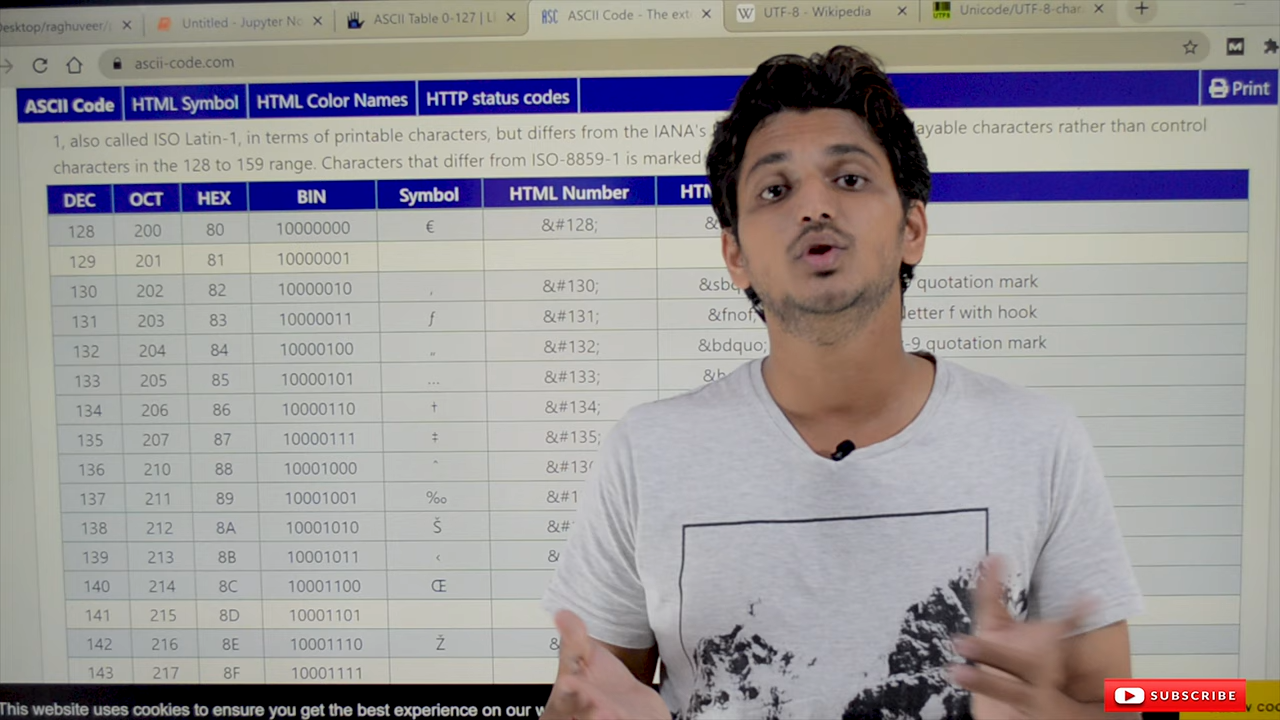 Desktop/raghuveer/
Untitled - Jupyter No
ASCII Table 0-127 |
ASCII Code - The ext
UTF-8 - Wikipedia
Unicode/UTF-8-char
ascii-code.com
ASCII Code HTML Symbol HTML Color Names HTTP status codes Print
1, also called ISO Latin-1, in terms of printable characters, but differs from the IANA's ayable characters rather than control
characters in the 128 to 159 range. Characters that differ from ISO-8859-1 is marked
DEC OCT HEX BIN Symbol HTML Number HTM
128 200 80 10000000 € &#128;
129 201 81 10000001
130 202 82 10000010 ‚ &#130; &sbq quotation mark
131 203 83 10000011 ƒ &#131; &fnof; letter f with hook
132 204 84 10000100 „ &#132; &bdquo; -9 quotation mark
133 205 85 10000101 … &#133; &h
134 206 86 10000110 † &#134;
135 207 87 10000111 ‡ &#135;
136 210 88 10001000 ˆ &#13
137 211 89 10001001 ‰ &#1
138 212 8A 10001010 Š &#
139 213 8B 10001011 ‹ &
140 214 8C 10001100 Œ
141 215 8D 10001101
142 216 8E 10001110 Ž &
143 217 8F 10001111
This website uses cookies to ensure you get the best experience on our w
SUBSCRIBE